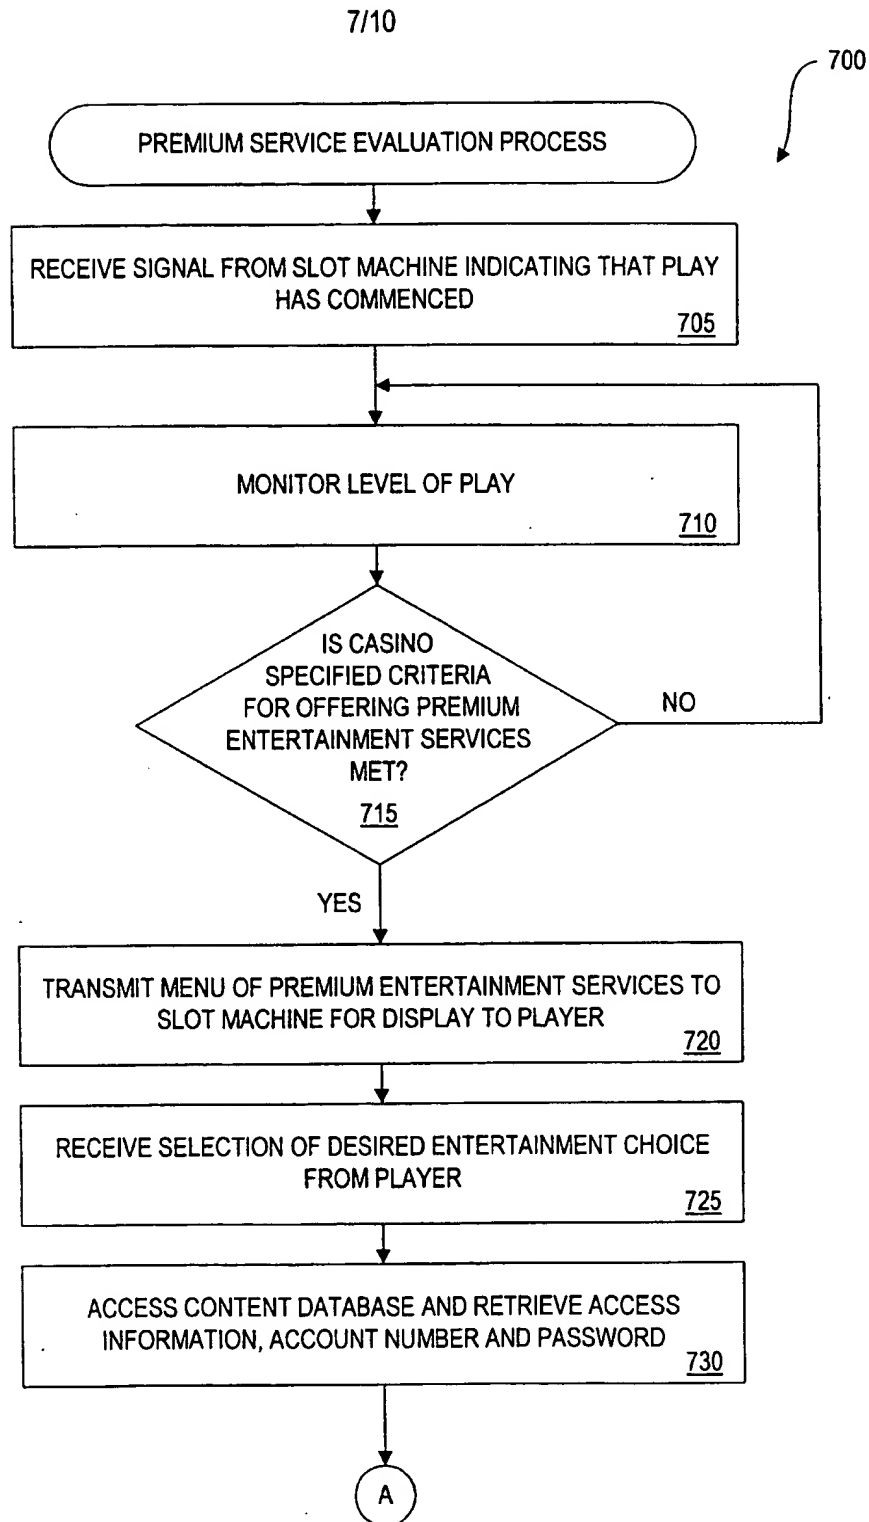 7/10
700
PREMIUM SERVICE EVALUATION PROCESS
RECEIVE SIGNAL FROM SLOT MACHINE INDICATING THAT PLAY
HAS COMMENCED
705
MONITOR LEVEL OF PLAY
710
IS CASINO
SPECIFIED CRITERIA
FOR OFFERING PREMIUM
ENTERTAINMENT SERVICES
MET?
715
NO
YES
TRANSMIT MENU OF PREMIUM ENTERTAINMENT SERVICES TO
SLOT MACHINE FOR DISPLAY TO PLAYER
720
RECEIVE SELECTION OF DESIRED ENTERTAINMENT CHOICE
FROM PLAYER
725
ACCESS CONTENT DATABASE AND RETRIEVE ACCESS
INFORMATION, ACCOUNT NUMBER AND PASSWORD
730
A